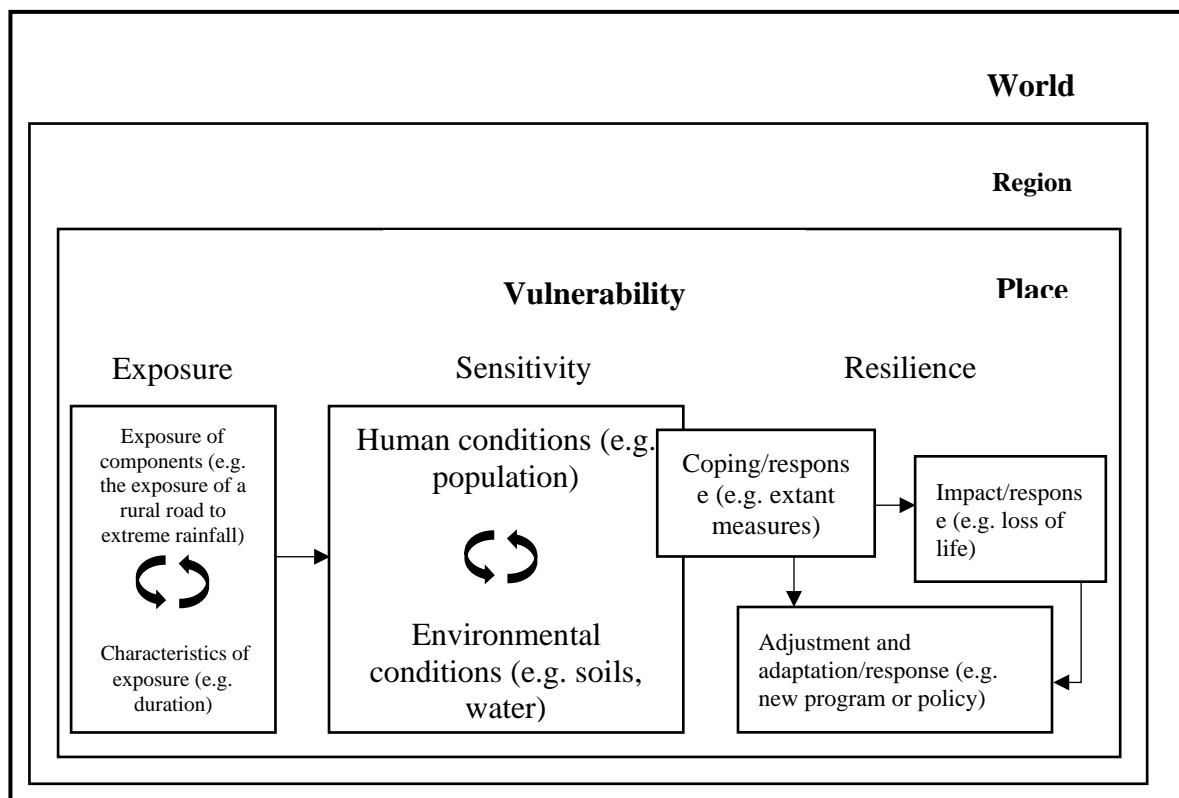 World
Region
Place
Vulnerability
Exposure
Sensitivity
Resilience
Exposure of
components (e.g.
the exposure of a
rural road to
extreme rainfall)
Characteristics of
exposure (e.g.
duration)
Human conditions (e.g.
population)
Environmental
conditions (e.g. soils,
water)
Coping/respons
e (e.g. extant
measures)
Impact/respons
e (e.g. loss of
life)
Adjustment and
adaptation/response (e.g.
new program or policy)